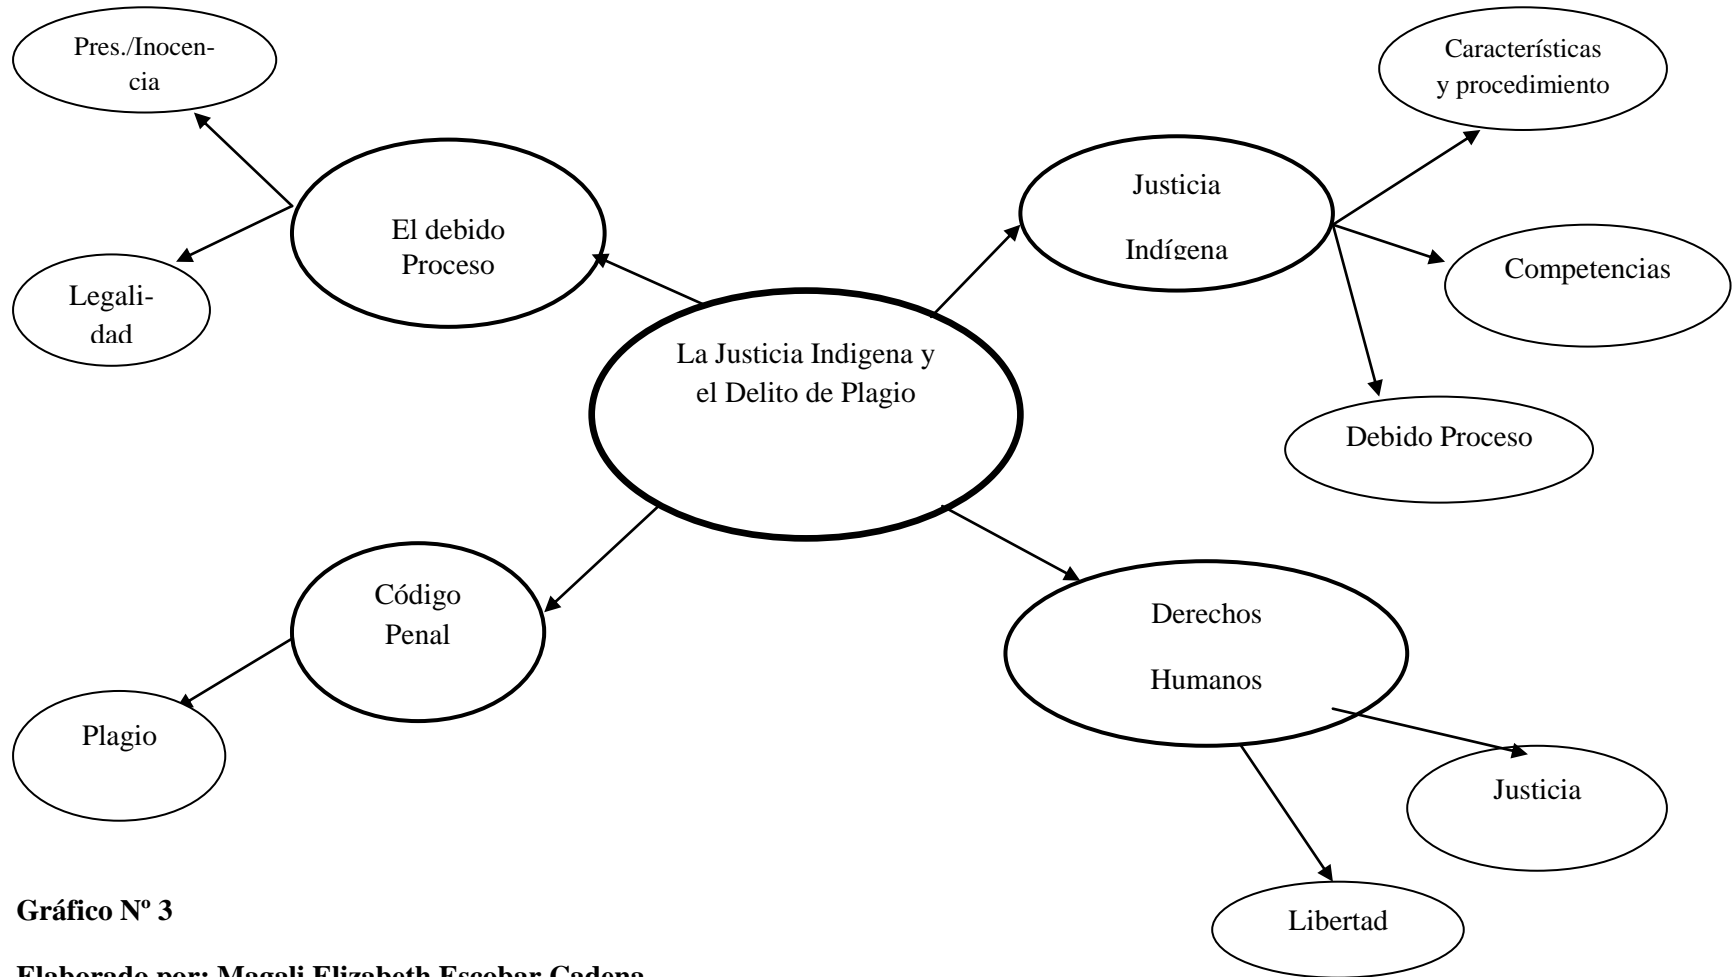 Pres./Inocen-
cia
Características
y procedimiento
Justicia
Indígena
El debido
Proceso
Legali-
dad
Competencias
La Justicia Indigena y
el Delito de Plagio
Debido Proceso
Código
Penal
Derechos
Humanos
Plagio
Justicia
Libertad
Gráfico Nº 3
Elaborado por: Magali Elizabeth Escobar Cadena